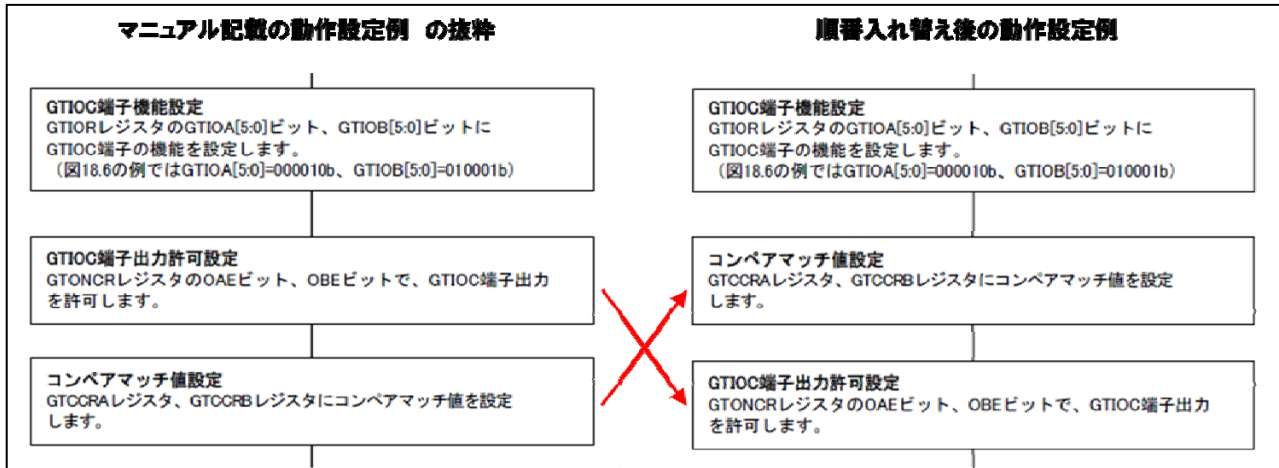 マニュアル記載の動作設定例 の抜粋
GTIOC端子機能設定
GTIORレジスタのGTIOA[5:0]ビット、GTIOB[5:0]ビットに
GTIOC端子の機能を設定します。
（図18.6の例ではGTIOA[5:0]=000010b、GTIOB[5:0]=010001b）
GTIOC端子出力許可設定
GTONCRレジスタのOAEビット、OBEビットで、GTIOC端子出力
を許可します。
コンペアマッチ値設定
GTCCRAレジスタ、GTCCRBレジスタにコンペアマッチ値を設定
します。
順番入れ替え後の動作設定例
GTIOC端子機能設定
GTIORレジスタのGTIOA[5:0]ビット、GTIOB[5:0]ビットに
GTIOC端子の機能を設定します。
（図18.6の例ではGTIOA[5:0]=000010b、GTIOB[5:0]=010001b）
コンペアマッチ値設定
GTCCRAレジスタ、GTCCRBレジスタにコンペアマッチ値を設定
します。
GTIOC端子出力許可設定
GTONCRレジスタのOAEビット、OBEビットで、GTIOC端子出力
を許可します。